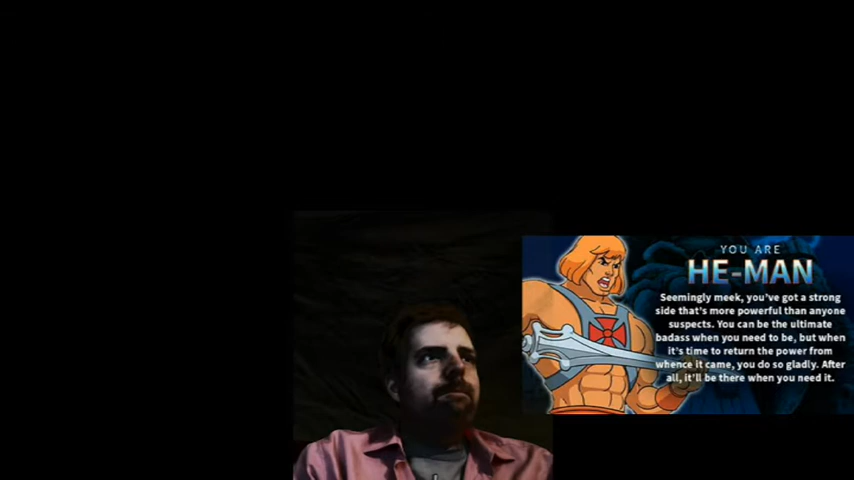 YOU ARE
HE-MAN
Seemingly meek, you've got a strong
side that's more powerful than anyone
suspects. You can be the ultimate
badass when you need to be, but when
it's time to return the power from
whence it came, you do so gladly. After
all, it'll be there when you need it.